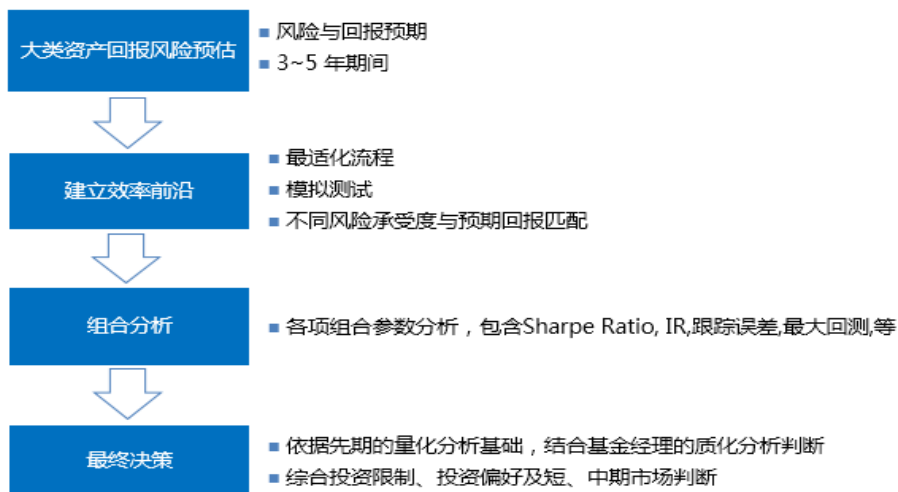 大类资产回报风险预估
■ 风险与回报预期
■ 3~5 年期间
建立效率前沿
■ 最适化流程
■ 模拟测试
■ 不同风险承受度与预期回报匹配
组合分析
■ 各项组合参数分析，包含Sharpe Ratio, IR,跟踪误差,最大回测,等
最终决策
■ 依据先期的量化分析基础，结合基金经理的质化分析判断
■ 综合投资限制、投资偏好及短、中期市场判断